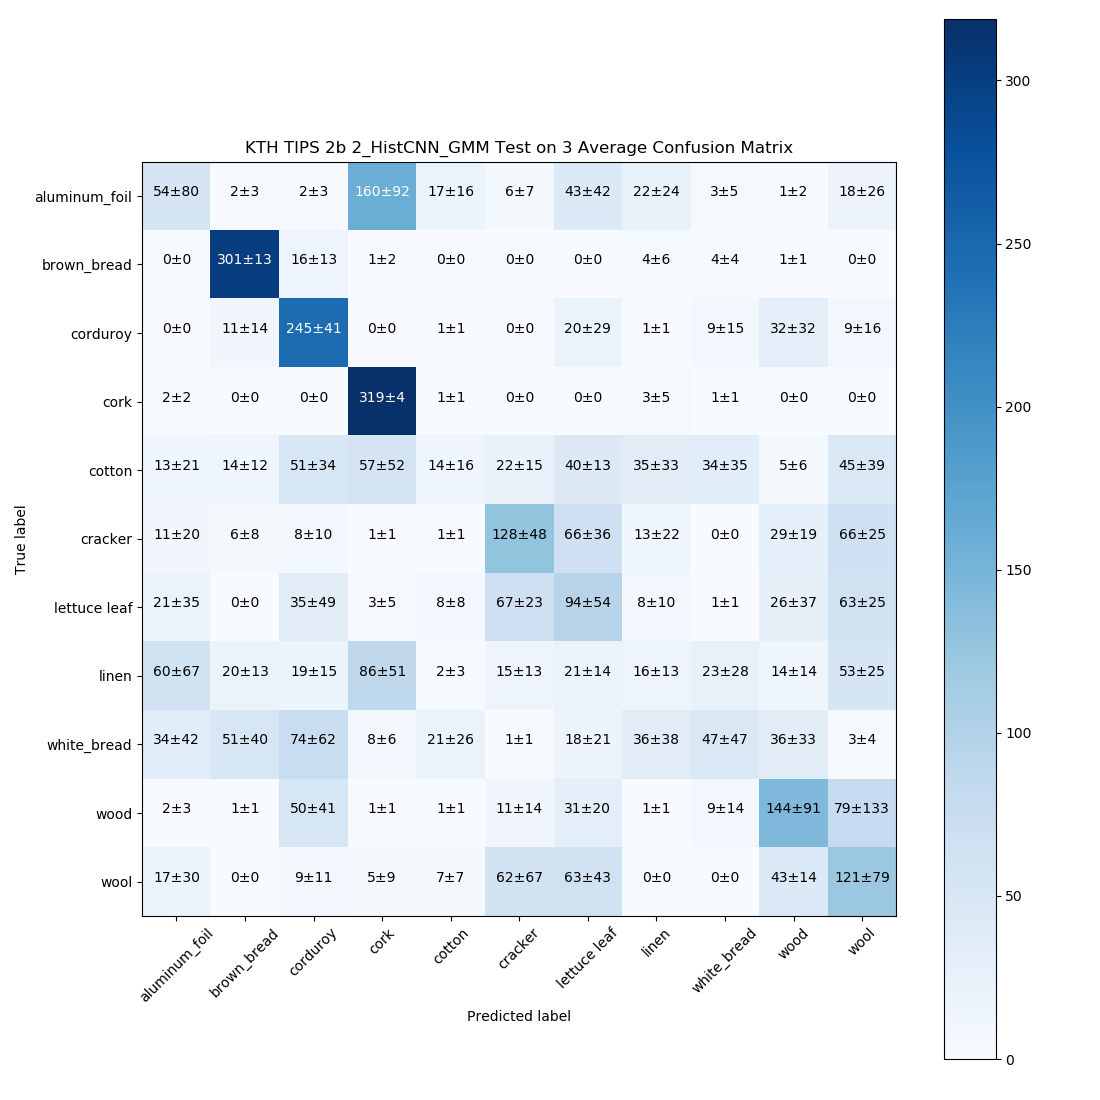 KTH TIPS 2b 2_HistCNN_GMM Test on 3 Average Confusion Matrix
aluminum_foil 54±80 2±3 2±3 160±92 17±16 6±7 43±42 22±24 3±5 1±2 18±26
brown_bread 0±0 301±13 16±13 1±2 0±0 0±0 0±0 4±6 4±4 1±1 0±0
corduroy 0±0 11±14 245±41 0±0 1±1 0±0 20±29 1±1 9±15 32±32 9±16
cork 2±2 0±0 0±0 319±4 1±1 0±0 0±0 3±5 1±1 0±0 0±0
cotton 13±21 14±12 51±34 57±52 14±16 22±15 40±13 35±33 34±35 5±6 45±39
cracker 11±20 6±8 8±10 1±1 1±1 128±48 66±36 13±22 0±0 29±19 66±25
lettuce leaf 21±35 0±0 35±49 3±5 8±8 67±23 94±54 8±10 1±1 26±37 63±25
linen 60±67 20±13 19±15 86±51 2±3 15±13 21±14 16±13 23±28 14±14 53±25
white_bread 34±42 51±40 74±62 8±6 21±26 1±1 18±21 36±38 47±47 36±33 3±4
wood 2±3 1±1 50±41 1±1 1±1 11±14 31±20 1±1 9±14 144±91 79±133
wool 17±30 0±0 9±11 5±9 7±7 62±67 63±43 0±0 0±0 43±14 121±79
aluminum_foil brown_bread corduroy cork cotton cracker lettuce leaf linen white_bread wood wool
Predicted label
True label
300
250
200
150
100
50
0